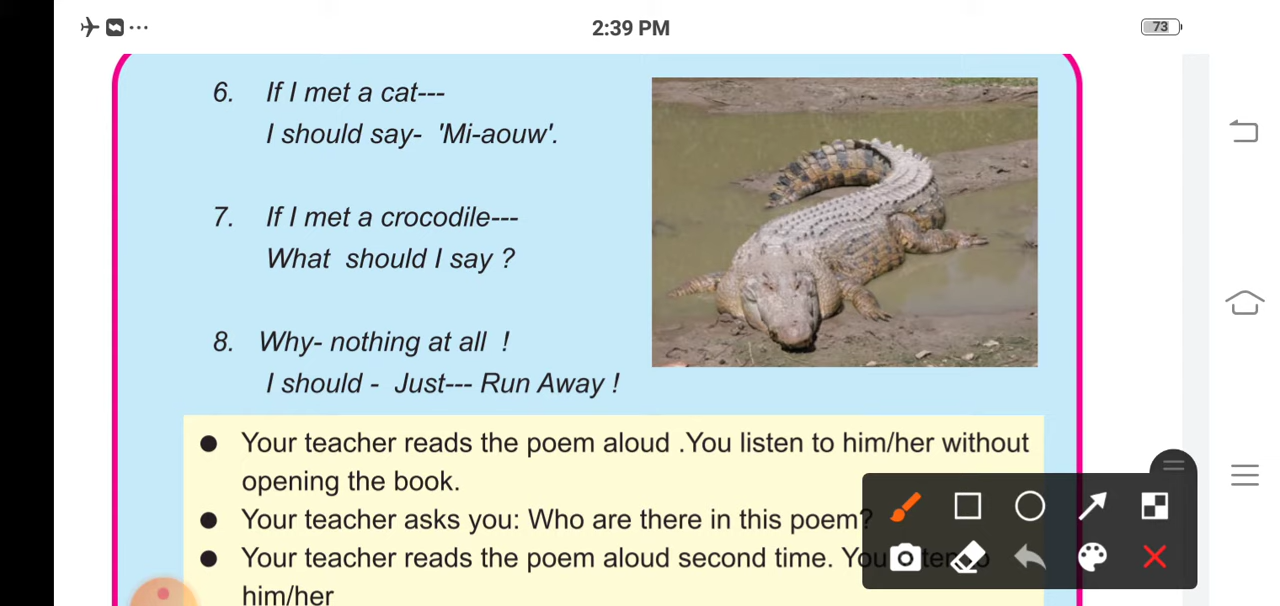 2:39 PM
73
6. If I met a cat---
I should say- 'Mi-aouw'.
7. If I met a crocodile---
What should I say ?
8. Why- nothing at all !
I should - Just--- Run Away !
● Your teacher reads the poem aloud .You listen to him/her without
opening the book.
● Your teacher asks you: Who are there in this poem?
● Your teacher reads the poem aloud second time. You
him/her